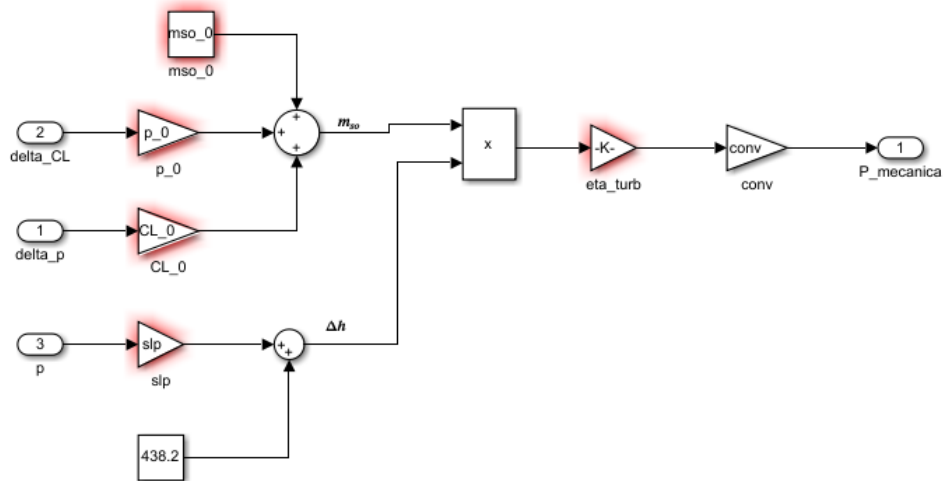 mso_0
mso_0
2
delta_CL
p_0
p_0
+
+
+
m_so
x
-K-
eta_turb
conv
conv
1
P_mecanica
1
delta_p
CL_0
CL_0
3
p
slp
slp
+
+
Δh
438.2